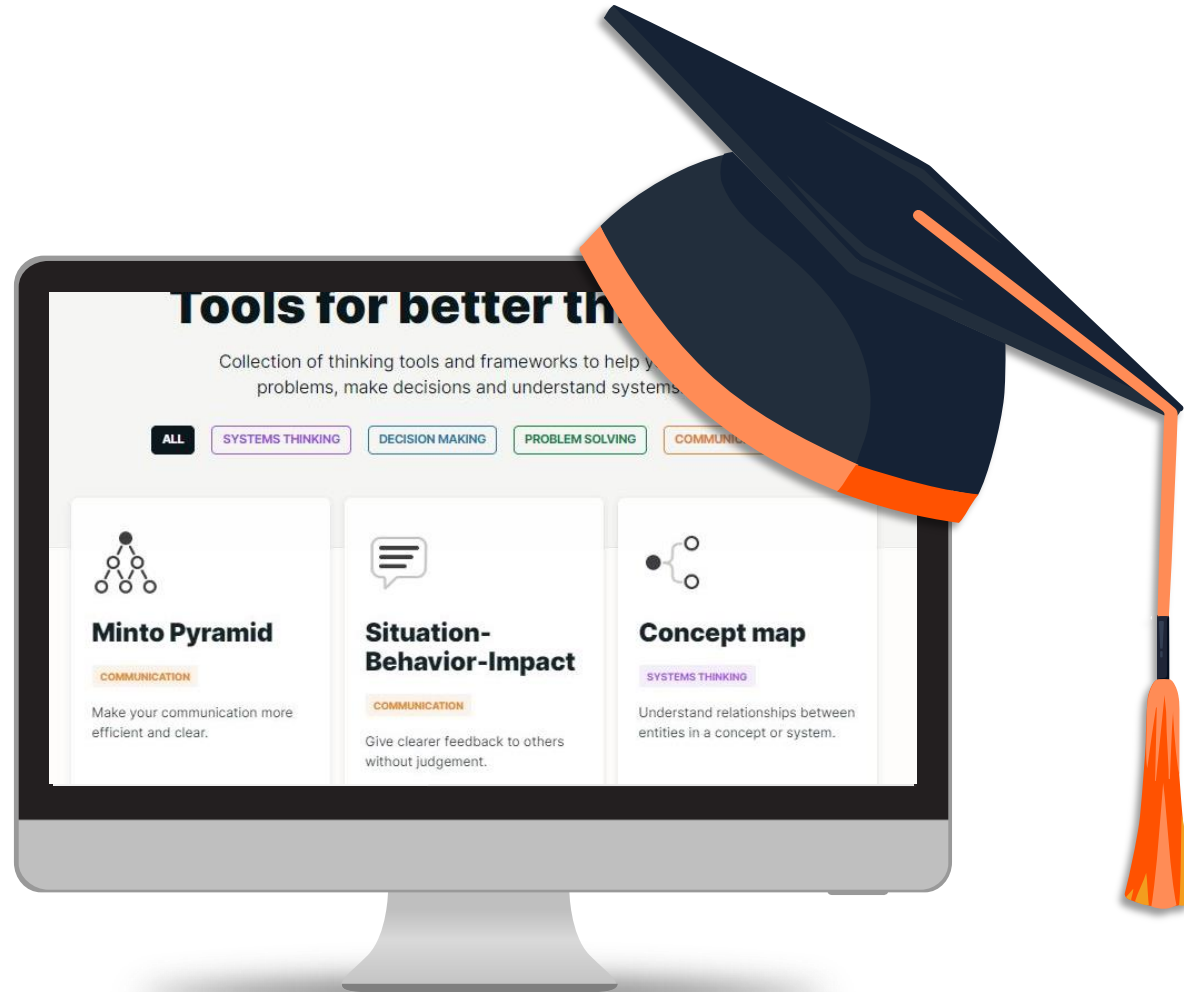 Tools for better
Collection of thinking tools and frameworks to help
problems, make decisions and understand systems
ALL SYSTEMS THINKING DECISION MAKING PROBLEM SOLVING
Minto Pyramid
COMMUNICATION
Make your communication more
efficient and clear.
Situation-
Behavior-Impact
COMMUNICATION
Give clearer feedback to others
without judgement.
Concept map
SYSTEMS THINKING
Understand relationships between
entities in a concept or system.